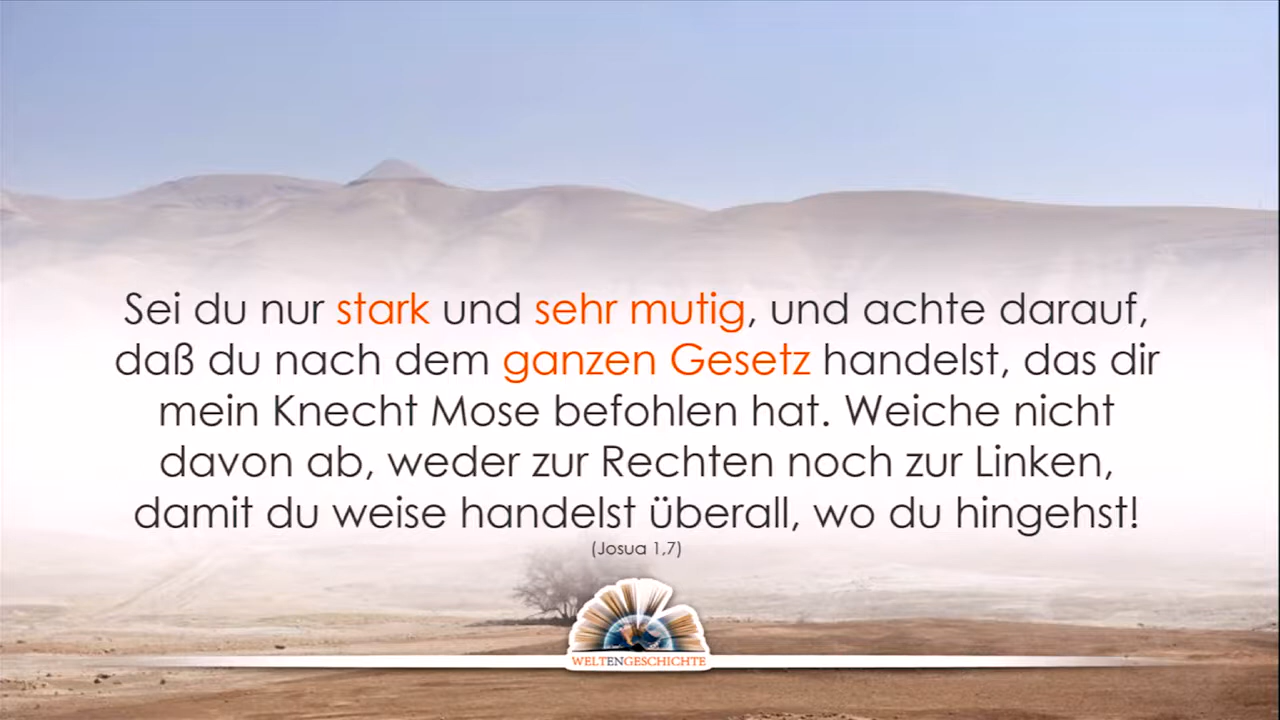 Sei du nur stark und sehr mutig, und achte darauf,
daß du nach dem ganzen Gesetz handelst, das dir
mein Knecht Mose befohlen hat. Weiche nicht
davon ab, weder zur Rechten noch zur Linken,
damit du weise handelst überall, wo du hingehst!
(Josua 1,7)
WELTENGESCHICHTE